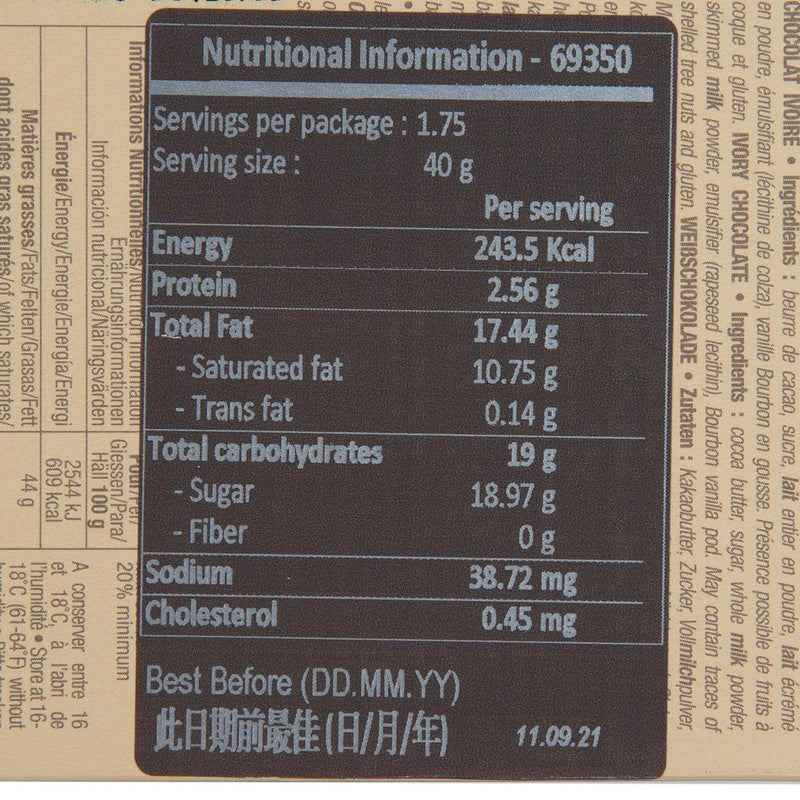 Nutritional Information - 69350
Servings per package : 1.75
Serving size : 40 g
Per serving
Energy 243.5 Kcal
Protein 2.56 g
Total Fat 17.44 g
- Saturated fat 10.75 g
- Trans fat 0.14 g
Total carbohydrates 19 g
- Sugar 18.97 g
- Fiber 0 g
Sodium 38.72 mg
Cholesterol 0.45 mg
Best Before (DD.MM.YY)
此日期前最佳(日/月/年) 11.09.21
Informations Nutritionnelles/Nutrition Information
Ernälirungsinformationen
Información nutricional/Näringsvärden
Giessen/Para/
Häll 100 g
Énergie/Energy/Energie/Energía/Energi
2544 kJ
609 kcal
Matières grasses/Fats/Felten/Grasas/Fett
44 g
dont acides gras saturés/of which saturates/
20% minimum
A conserver entre 16
et 18°C, à l'abri de
l'humidité • Store at 16-
18°C (61-64°F) without
CHOCOLAT IVOIRE • Ingrédients : beurre de cacao, sucre, lait entier en poudre, lait écrémé
en poudre, émulsifiant (lécithine de colza), vanille Bourbon en gousse. Présence possible de fruits à
coque et gluten. IVORY CHOCOLATE • Ingredients : cocoa butter, sugar, whole milk powder,
skimmed milk powder, emulsifier (rapeseed lecithin), Bourbon vanilla pod. May contain traces of
shelled tree nuts and gluten. WEIßSCHOKOLADE • Zutaten : Kakaobutter, Zucker, Vollmilchpulver,